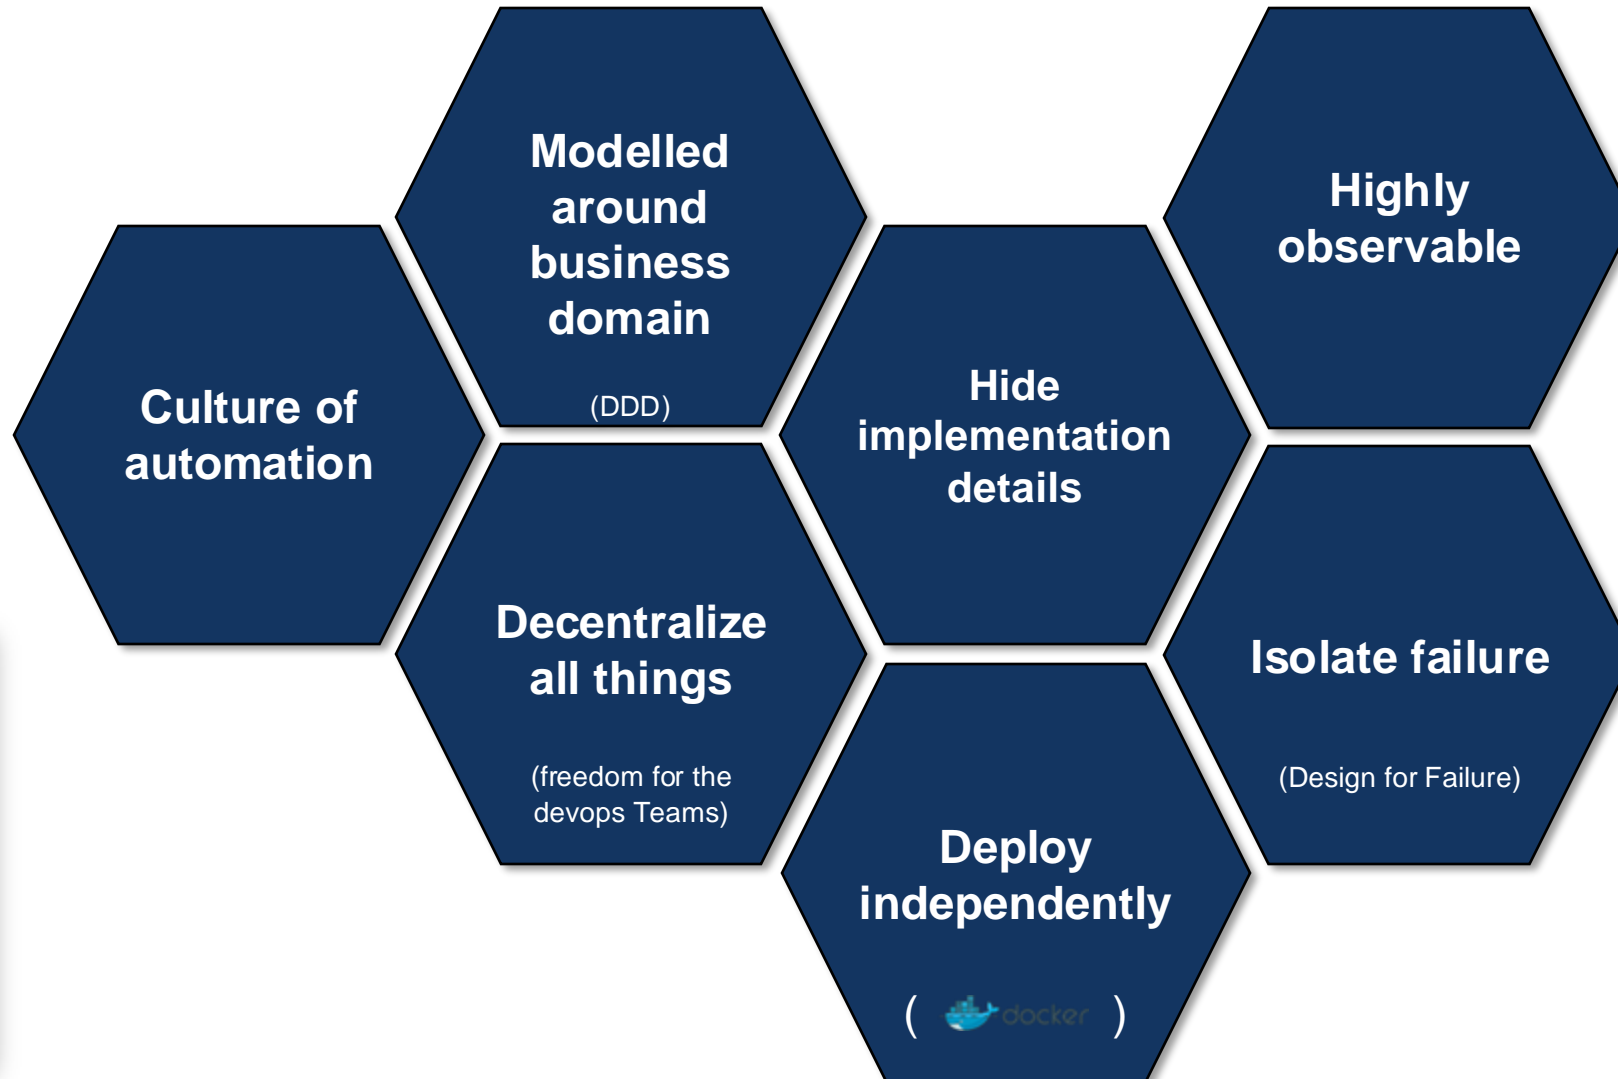 Modelled
around
business
domain
(DDD)
Highly
observable
Culture of
automation
Hide
implementation
details
Decentralize
all things
(freedom for the
devops Teams)
Isolate failure
(Design for Failure)
Deploy
independently
( docker )